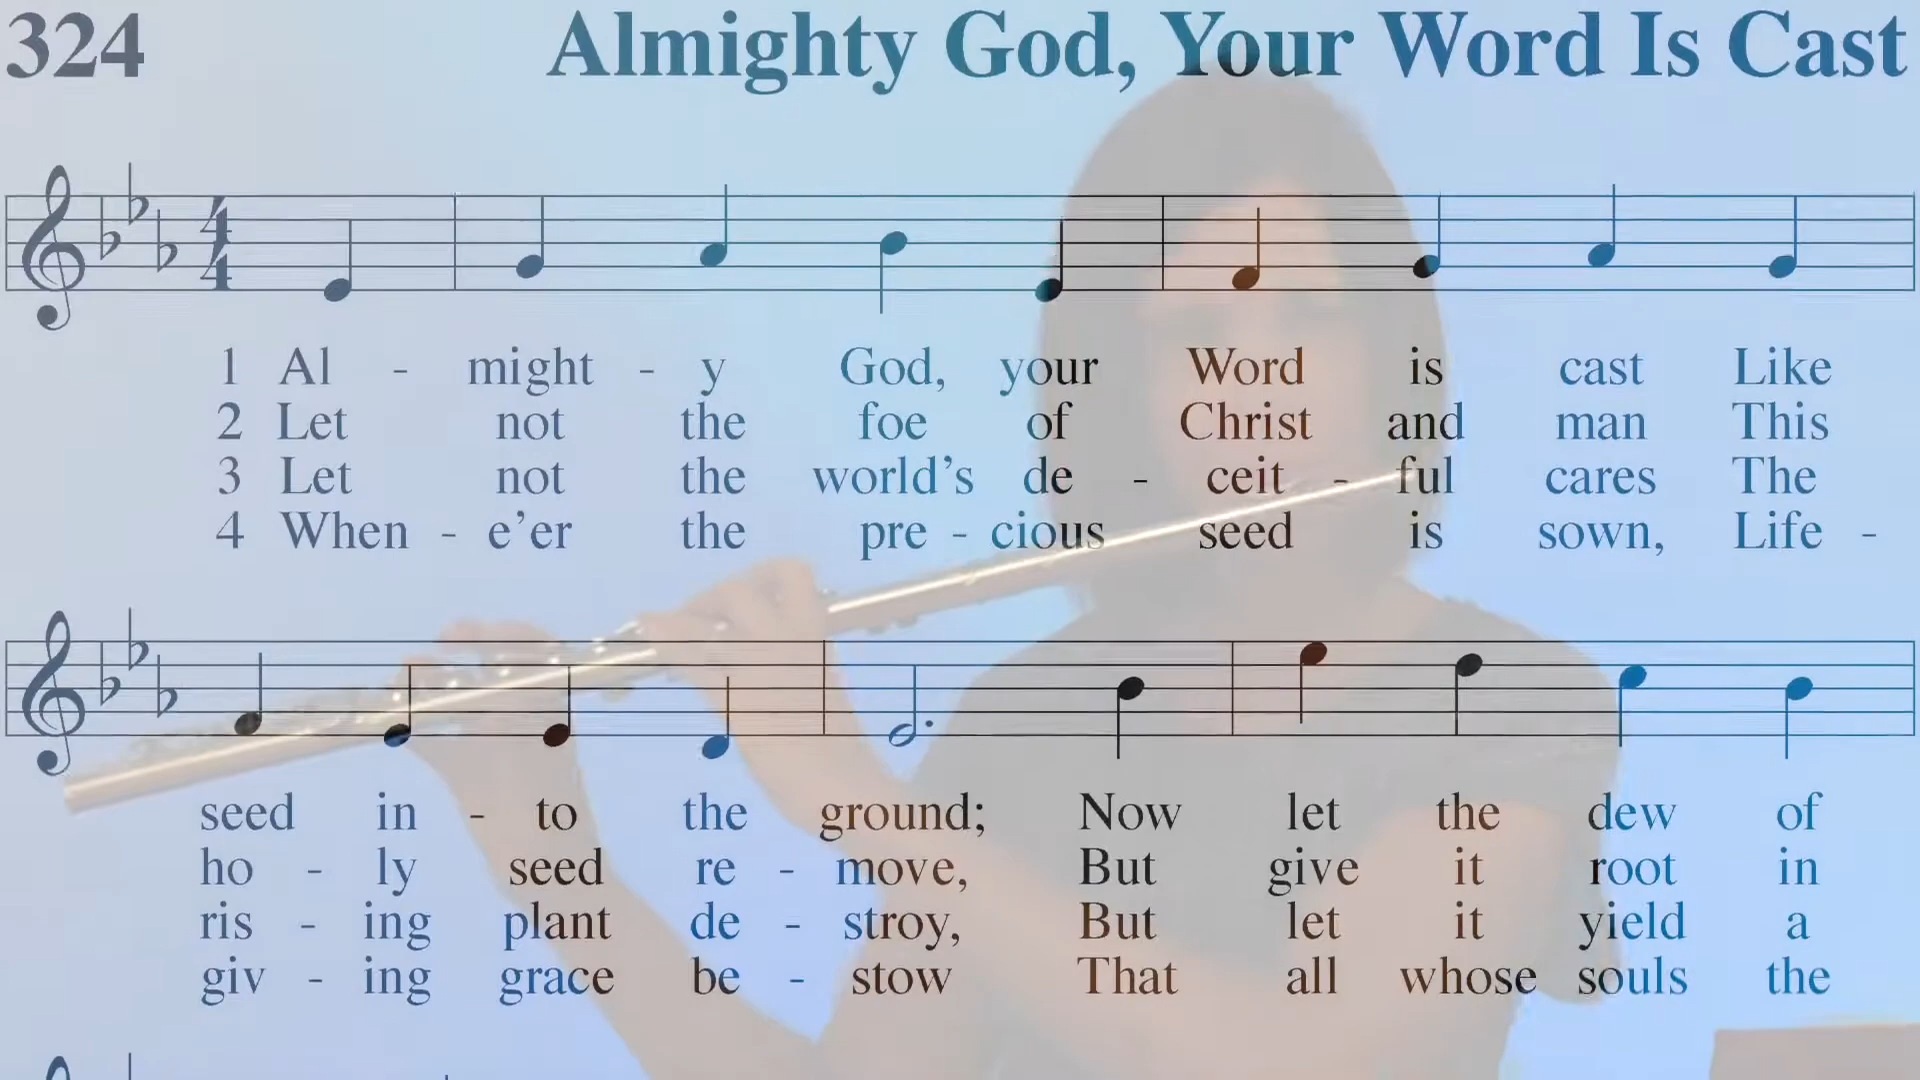 324 Almighty God, Your Word Is Cast
4
4
1 Al - might - y God, your Word is cast Like
2 Let not the foe of Christ and man This
3 Let not the world’s de - ceit - ful cares The
4 When - e’er the pre - cious seed is sown, Life -
seed in - to the ground; Now let the dew of
ho - ly seed re - move, But give it root in
ris - ing plant de - stroy, But let it yield a
giv - ing grace be - stow That all whose souls the